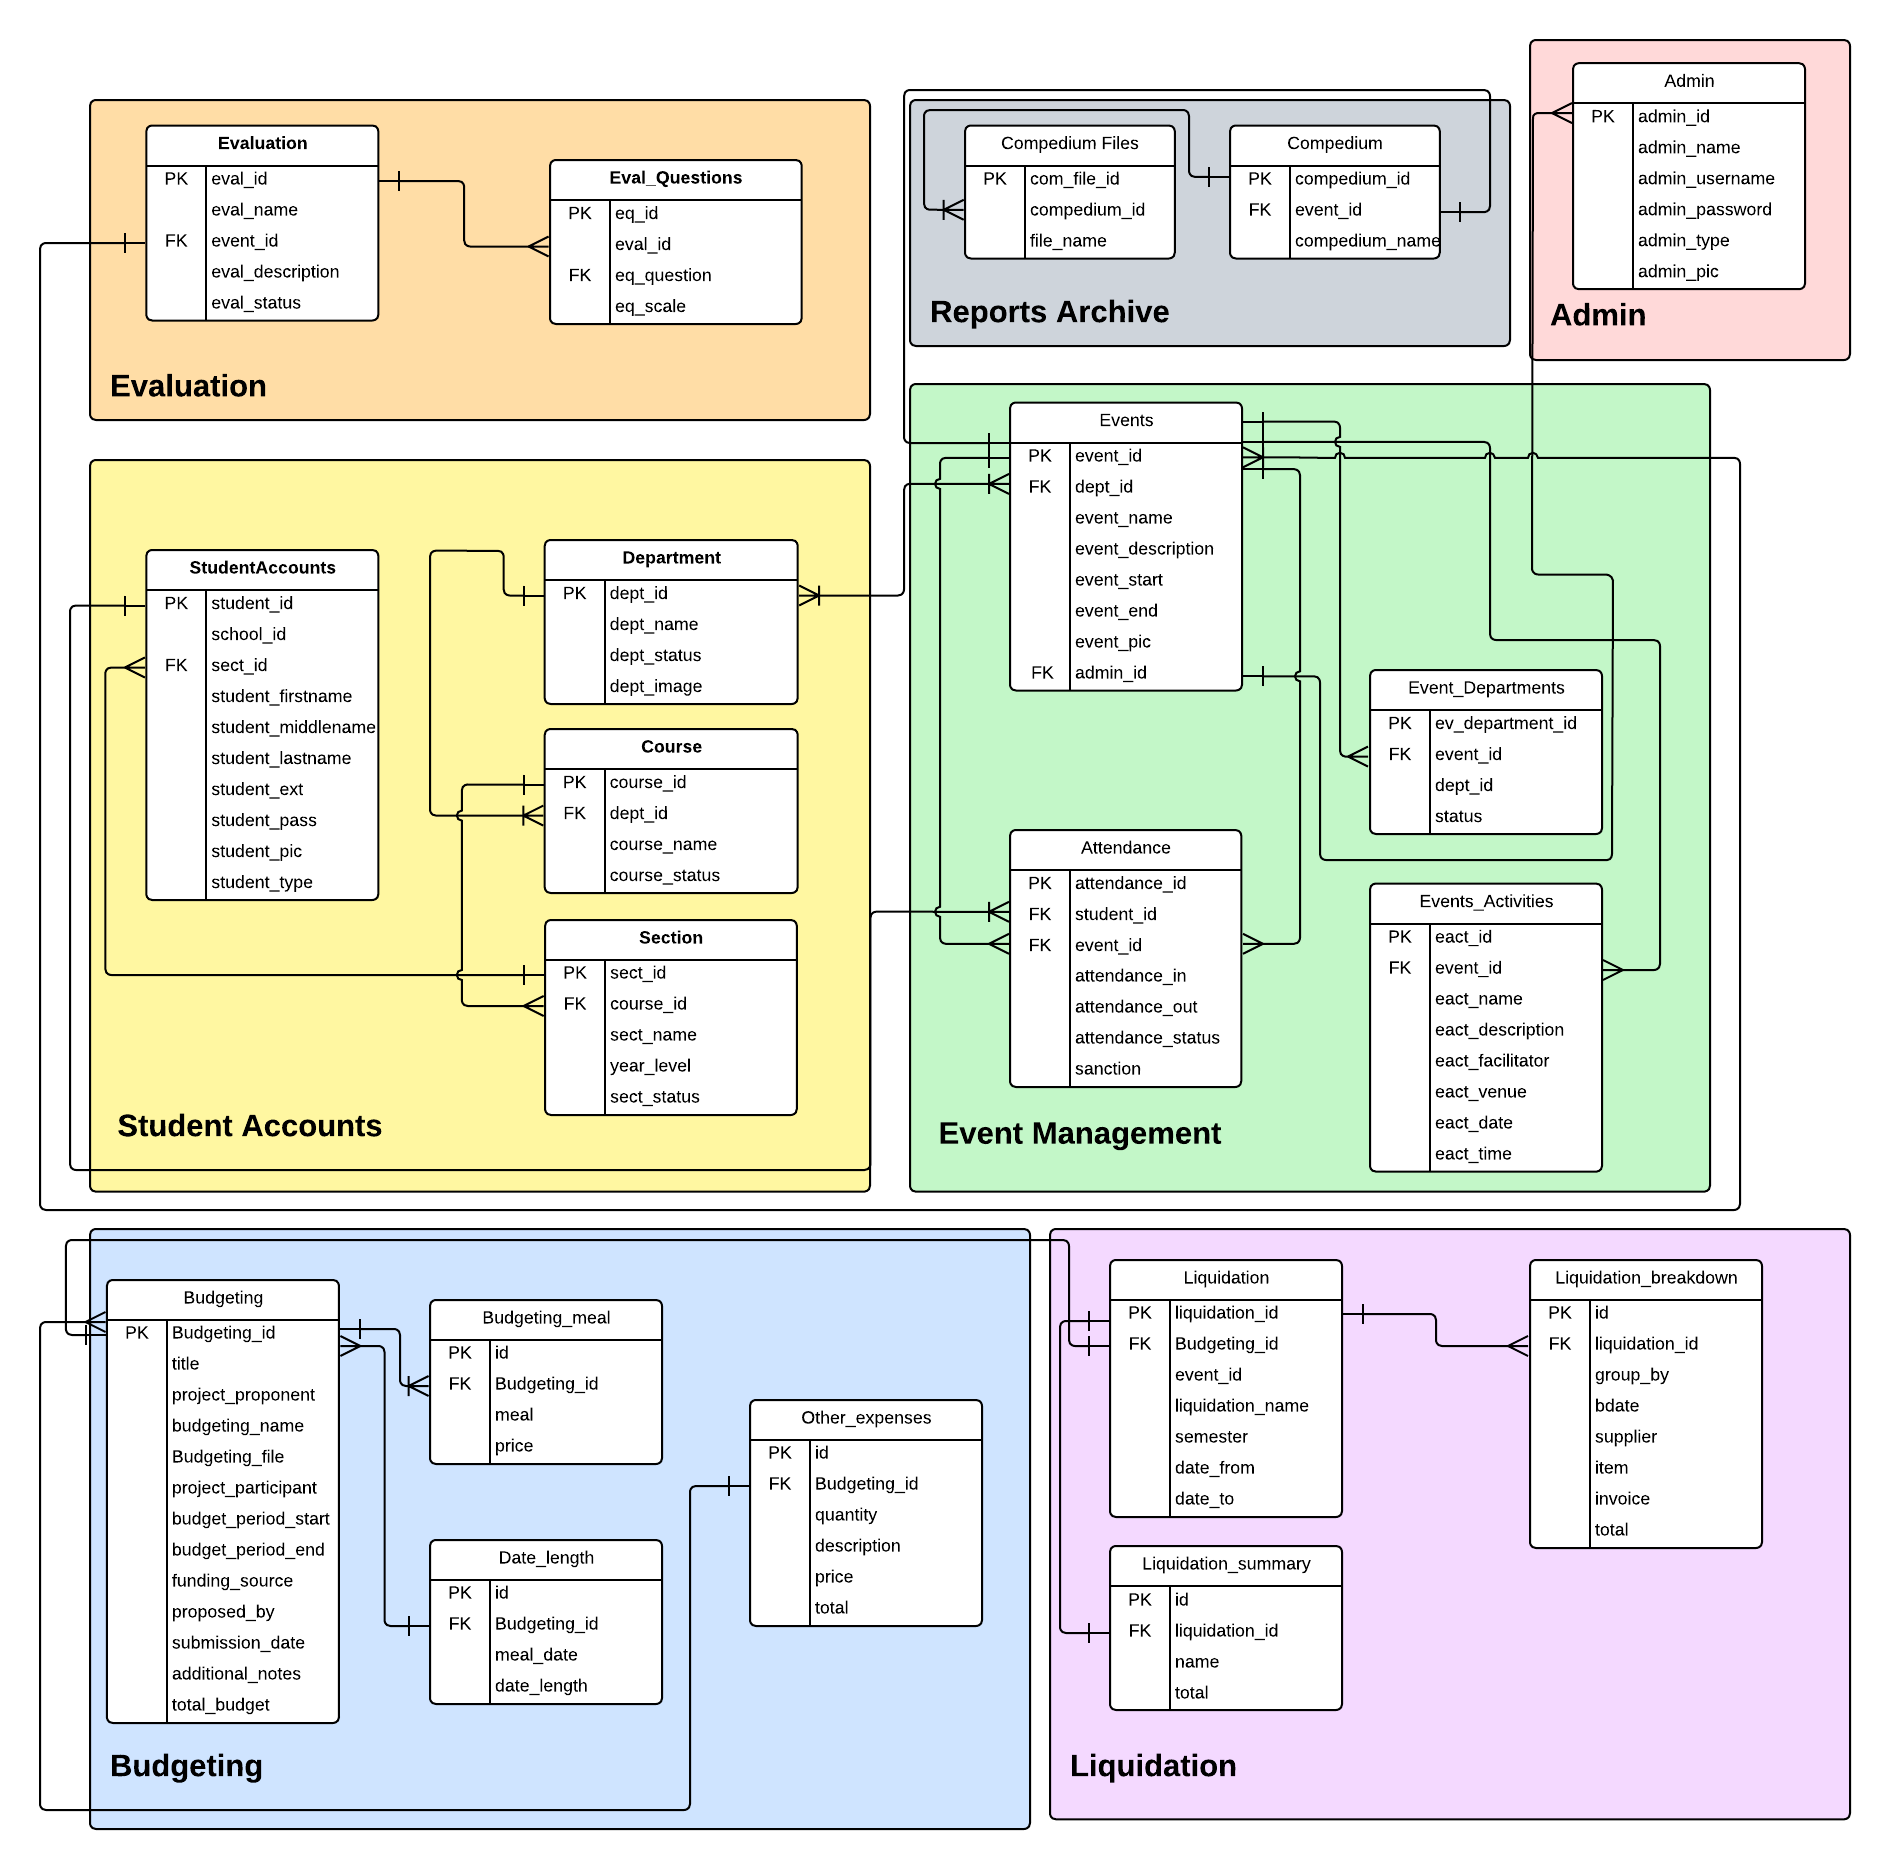 Evaluation
PK eval_id
eval_name
FK event_id
eval_description
eval_status
Eval_Questions
PK eq_id
eval_id
FK eq_question
eq_scale
Evaluation
Compedium Files
PK com_file_id
compedium_id
file_name
Compedium
PK compedium_id
FK event_id
compedium_name
Reports Archive
Admin
PK admin_id
admin_name
admin_username
admin_password
admin_type
admin_pic
Admin
StudentAccounts
PK student_id
school_id
FK sect_id
student_firstname
student_middlename
student_lastname
student_ext
student_pass
student_pic
student_type
Department
PK dept_id
dept_name
dept_status
dept_image
Course
PK course_id
FK dept_id
course_name
course_status
Section
PK sect_id
FK course_id
sect_name
year_level
sect_status
Student Accounts
Events
PK event_id
FK dept_id
event_name
event_description
event_start
event_end
event_pic
FK admin_id
Event_Departments
PK ev_department_id
FK event_id
dept_id
status
Attendance
PK attendance_id
FK student_id
FK event_id
attendance_in
attendance_out
attendance_status
sanction
Events_Activities
PK eact_id
FK event_id
eact_name
eact_description
eact_facilitator
eact_venue
eact_date
eact_time
Event Management
Budgeting
PK Budgeting_id
title
project_proponent
budgeting_name
Budgeting_file
project_participant
budget_period_start
budget_period_end
funding_source
proposed_by
submission_date
additional_notes
total_budget
Budgeting_meal
PK id
FK Budgeting_id
meal
price
Date_length
PK id
FK Budgeting_id
meal_date
date_length
Other_expenses
PK id
FK Budgeting_id
quantity
description
price
total
Budgeting
Liquidation
PK liquidation_id
FK Budgeting_id
event_id
liquidation_name
semester
date_from
date_to
Liquidation_breakdown
PK id
FK liquidation_id
group_by
bdate
supplier
item
invoice
total
Liquidation_summary
PK id
FK liquidation_id
name
total
Liquidation